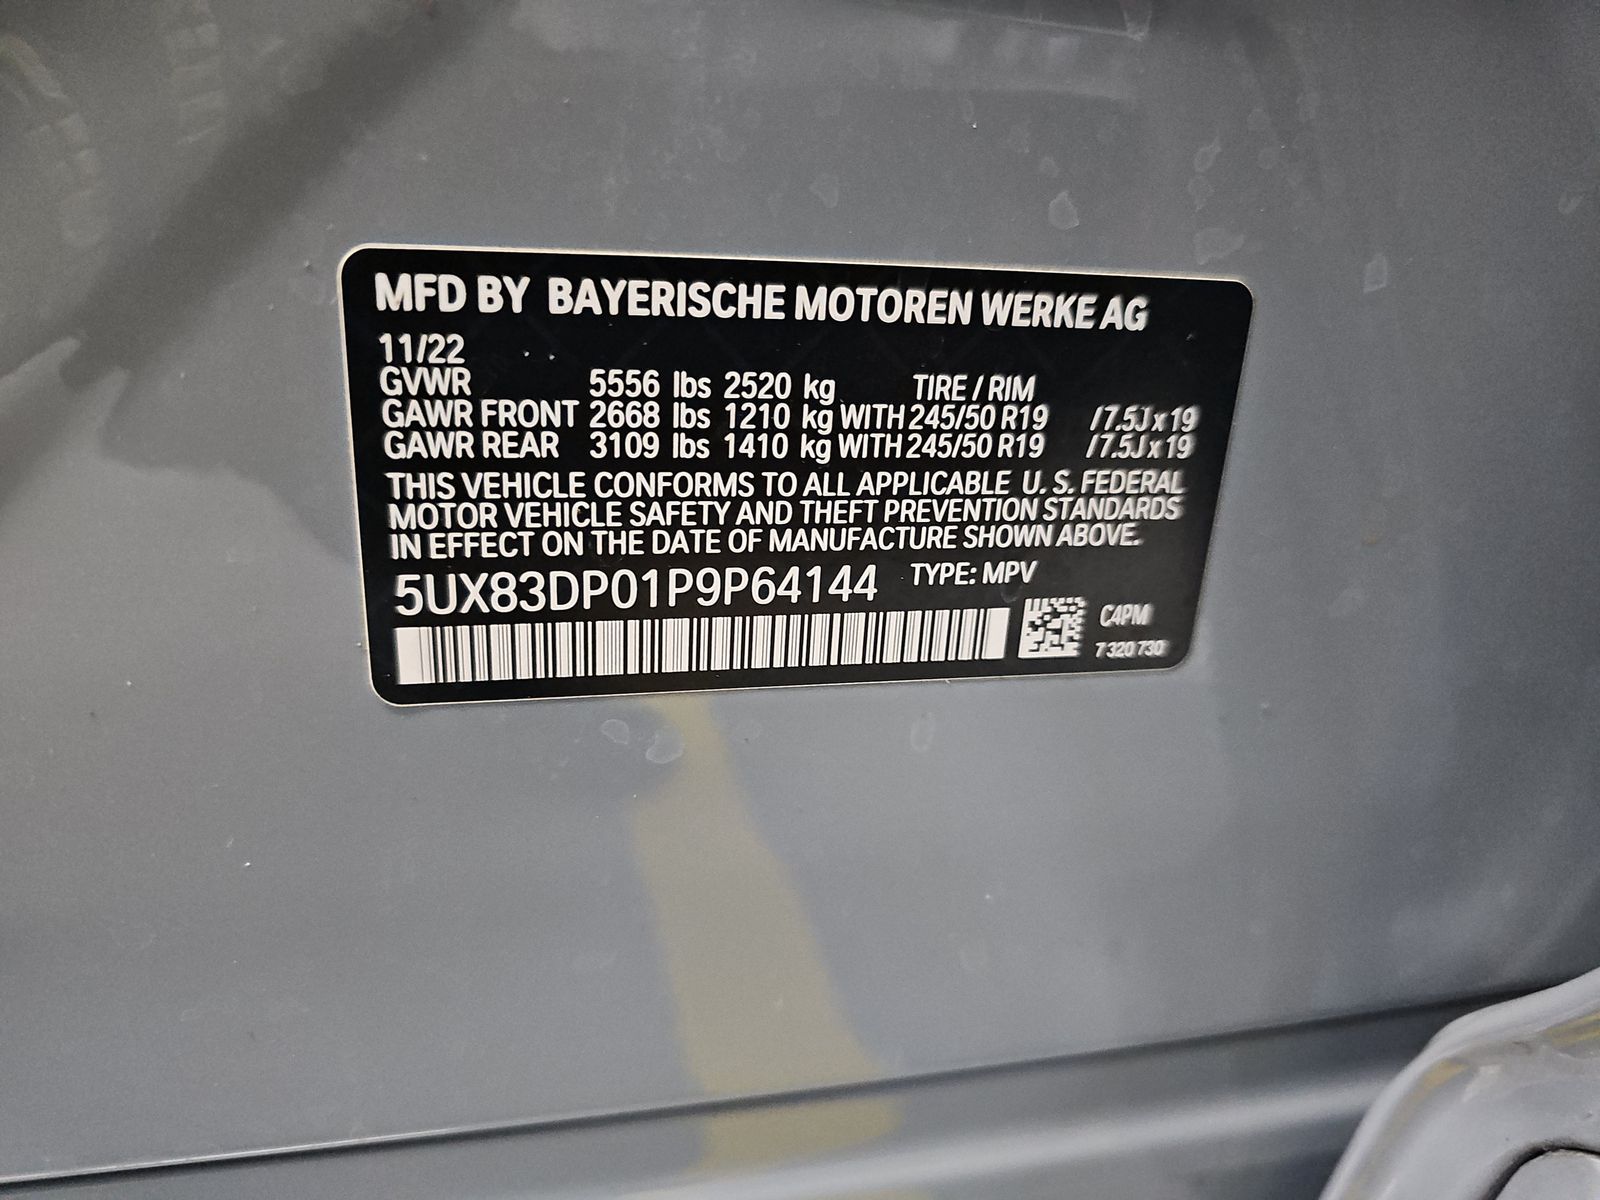 MFD BY BAYERISCHE MOTOREN WERKE AG
11/22
GVWR 5556 lbs 2520 kg TIRE / RIM
GAWR FRONT 2668 lbs 1210 kg WITH 245/50 R19 /7.5J x 19
GAWR REAR 3109 lbs 1410 kg WITH 245/50 R19 /7.5J x 19
THIS VEHICLE CONFORMS TO ALL APPLICABLE U. S. FEDERAL
MOTOR VEHICLE SAFETY AND THEFT PREVENTION STANDARDS
IN EFFECT ON THE DATE OF MANUFACTURE SHOWN ABOVE.
5UX83DP01P9P64144 TYPE: MPV
C4PM
7 320 730